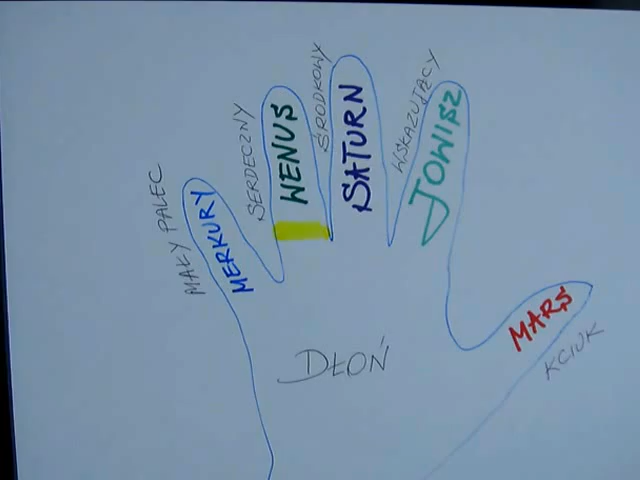 MAŁY PALEC
MERKURY
SERDECZNY
WENUS
ŚRODKOWY
SATURN
WSKAZUJĄCY
JOWISZ
MARS
KCIUK
DŁOŃ